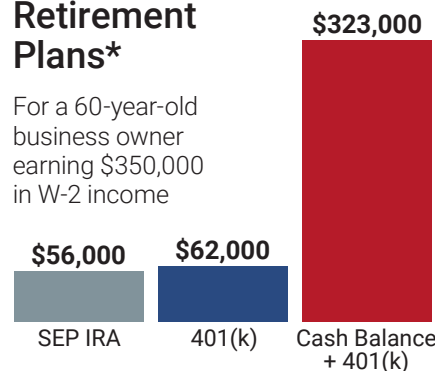 Retirement
Plans*
For a 60-year-old
business owner
earning $350,000
in W-2 income
$56,000
$62,000
$323,000
SEP IRA
401(k)
Cash Balance
+ 401(k)